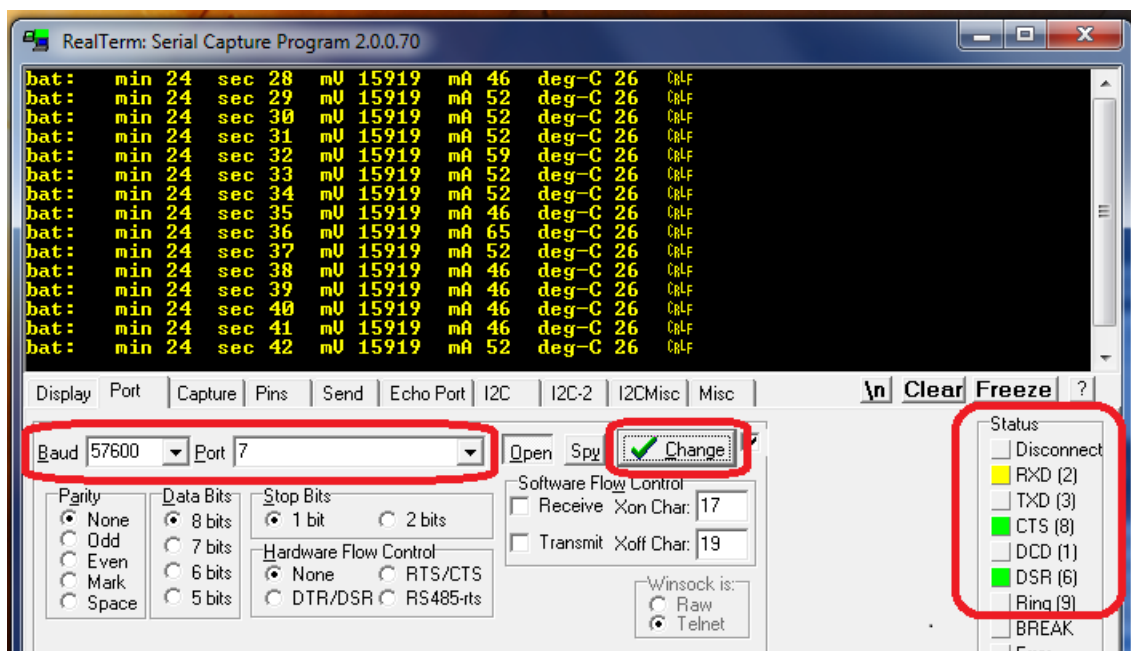 RealTerm: Serial Capture Program 2.0.0.70
bat: min 24 sec 28 mV 15919 mA 46 deg-C 26 CRLF
bat: min 24 sec 29 mV 15919 mA 52 deg-C 26 CRLF
bat: min 24 sec 30 mV 15919 mA 52 deg-C 26 CRLF
bat: min 24 sec 31 mV 15919 mA 52 deg-C 26 CRLF
bat: min 24 sec 32 mV 15919 mA 59 deg-C 26 CRLF
bat: min 24 sec 33 mV 15919 mA 52 deg-C 26 CRLF
bat: min 24 sec 34 mV 15919 mA 52 deg-C 26 CRLF
bat: min 24 sec 35 mV 15919 mA 46 deg-C 26 CRLF
bat: min 24 sec 36 mV 15919 mA 65 deg-C 26 CRLF
bat: min 24 sec 37 mV 15919 mA 52 deg-C 26 CRLF
bat: min 24 sec 38 mV 15919 mA 46 deg-C 26 CRLF
bat: min 24 sec 39 mV 15919 mA 46 deg-C 26 CRLF
bat: min 24 sec 40 mV 15919 mA 46 deg-C 26 CRLF
bat: min 24 sec 41 mV 15919 mA 46 deg-C 26 CRLF
bat: min 24 sec 42 mV 15919 mA 52 deg-C 26 CRLF
Display Port Capture Pins Send Echo Port I2C I2C-2 I2CMisc Misc \n Clear Freeze ?
Baud 57600 Port 7 Open Spy Change
Parity
None
Odd
Even
Mark
Space
Data Bits
8 bits
7 bits
6 bits
5 bits
Stop Bits
1 bit 2 bits
Hardware Flow Control
None RTS/CTS
DTR/DSR RS485-rts
Software Flow Control
Receive Xon Char: 17
Transmit Xoff Char: 19
Winsock is:
Raw
Telnet
Status
Disconnect
RXD (2)
TXD (3)
CTS (8)
DCD (1)
DSR (6)
Ring (9)
BREAK